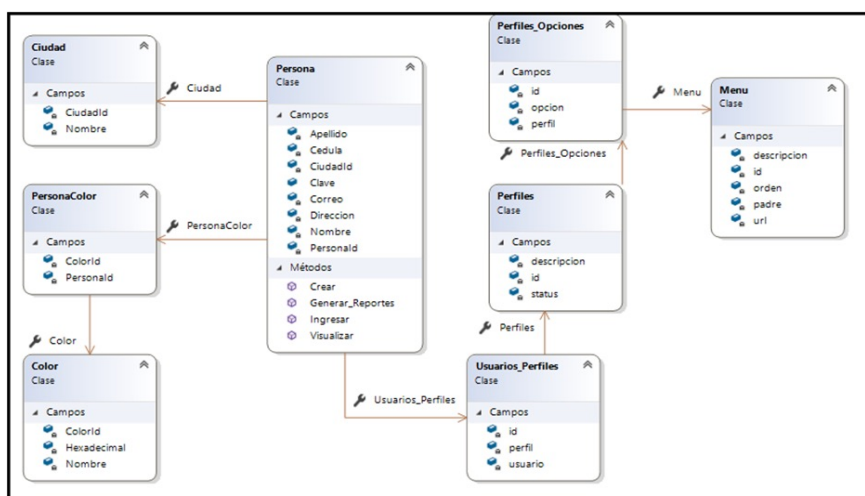 Ciudad
Clase
Campos
CiudadId
Nombre
Ciudad
Persona
Clase
Campos
Apellido
Cedula
CiudadId
Clave
Correo
Direccion
Nombre
PersonaId
Métodos
Crear
Generar_Reportes
Ingresar
Visualizar
PersonaColor
Clase
Campos
ColorId
PersonaId
PersonaColor
Color
Color
Clase
Campos
ColorId
Hexadecimal
Nombre
Usuarios_Perfiles
Usuarios_Perfiles
Clase
Campos
id
perfil
usuario
Perfiles
Perfiles
Clase
Campos
descripcion
id
status
Perfiles_Opciones
Perfiles_Opciones
Clase
Campos
id
opcion
perfil
Menu
Menu
Clase
Campos
descripcion
id
orden
padre
url